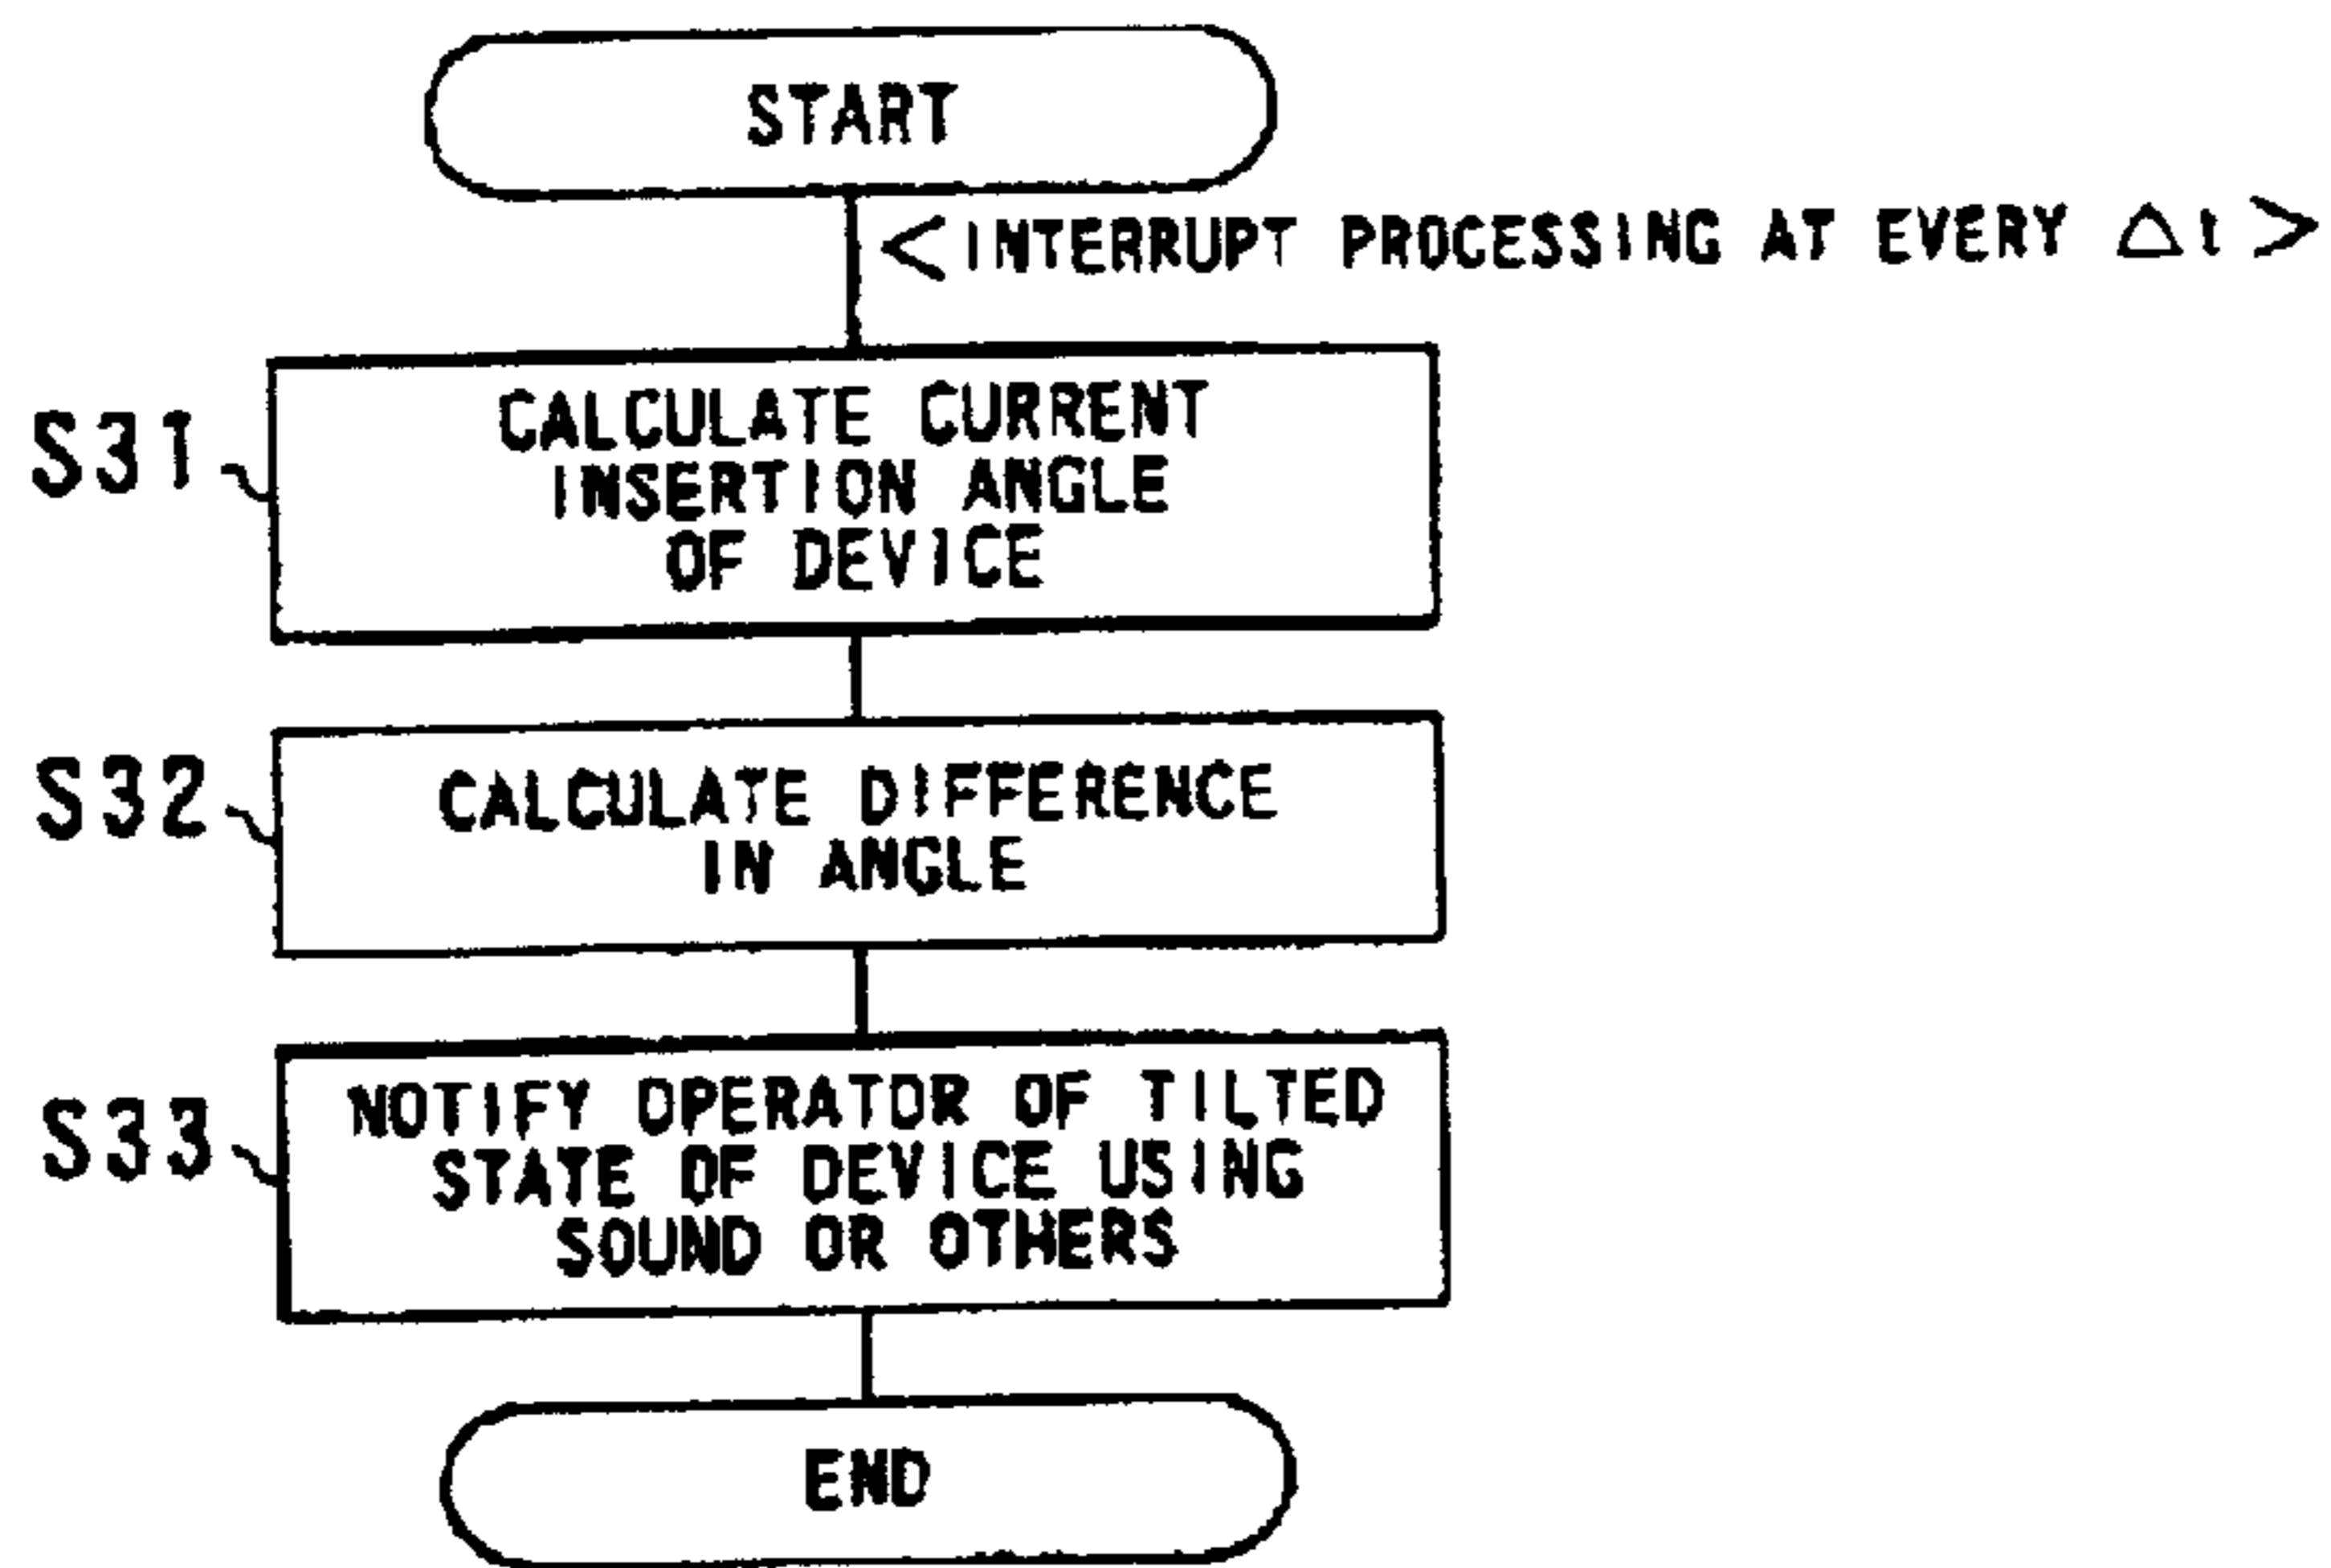 START
<INTERRUPT PROCESSING AT EVERY △t>
S31
CALCULATE CURRENT
INSERTION ANGLE
OF DEVICE
S32
CALCULATE DIFFERENCE
IN ANGLE
S33
NOTIFY OPERATOR OF TILTED
STATE OF DEVICE USING
SOUND OR OTHERS
END